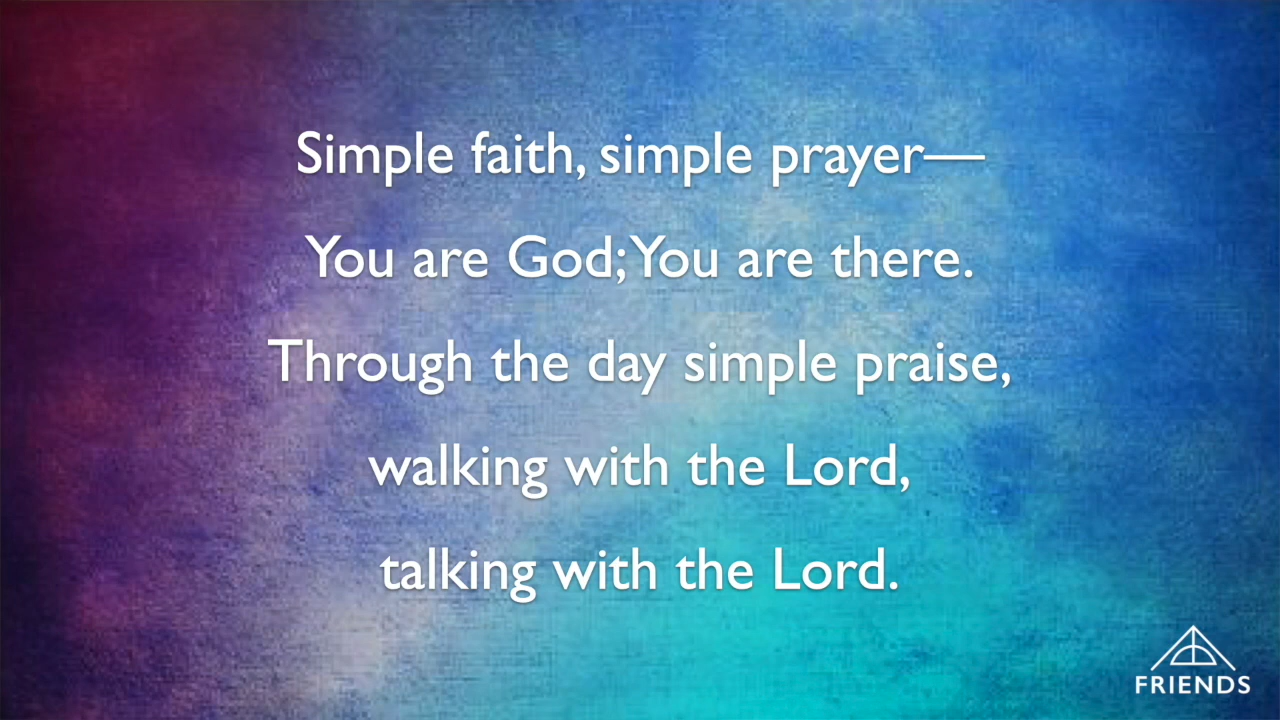 Simple faith, simple prayer—
You are God; You are there.
Through the day simple praise,
walking with the Lord,
talking with the Lord.
FRIENDS